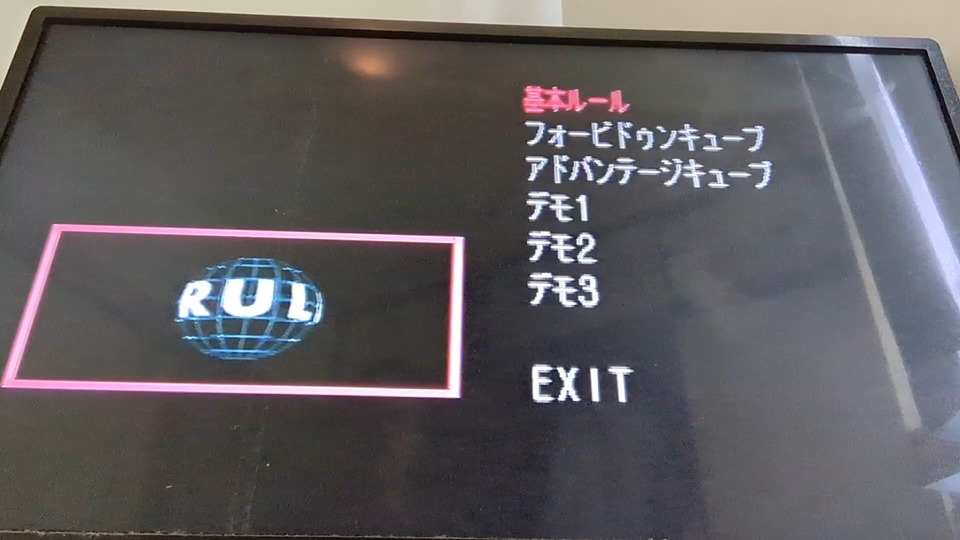 基本ルール
フォービドゥンキューブ
アドバンテージキューブ
デモ1
デモ2
デモ3
RUL
EXIT